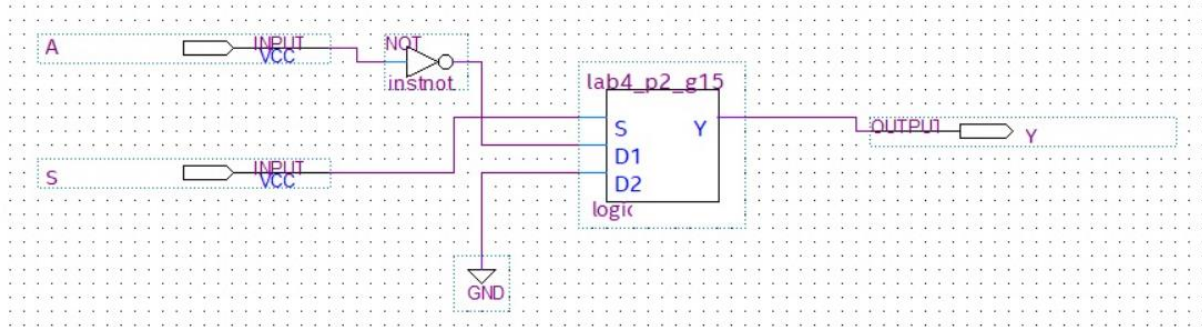 A
INPUT
VCC
NOT
instnot
lab4_p2_g15
S
Y
D1
D2
logic
OUTPUT
Y
S
INPUT
VCC
GND